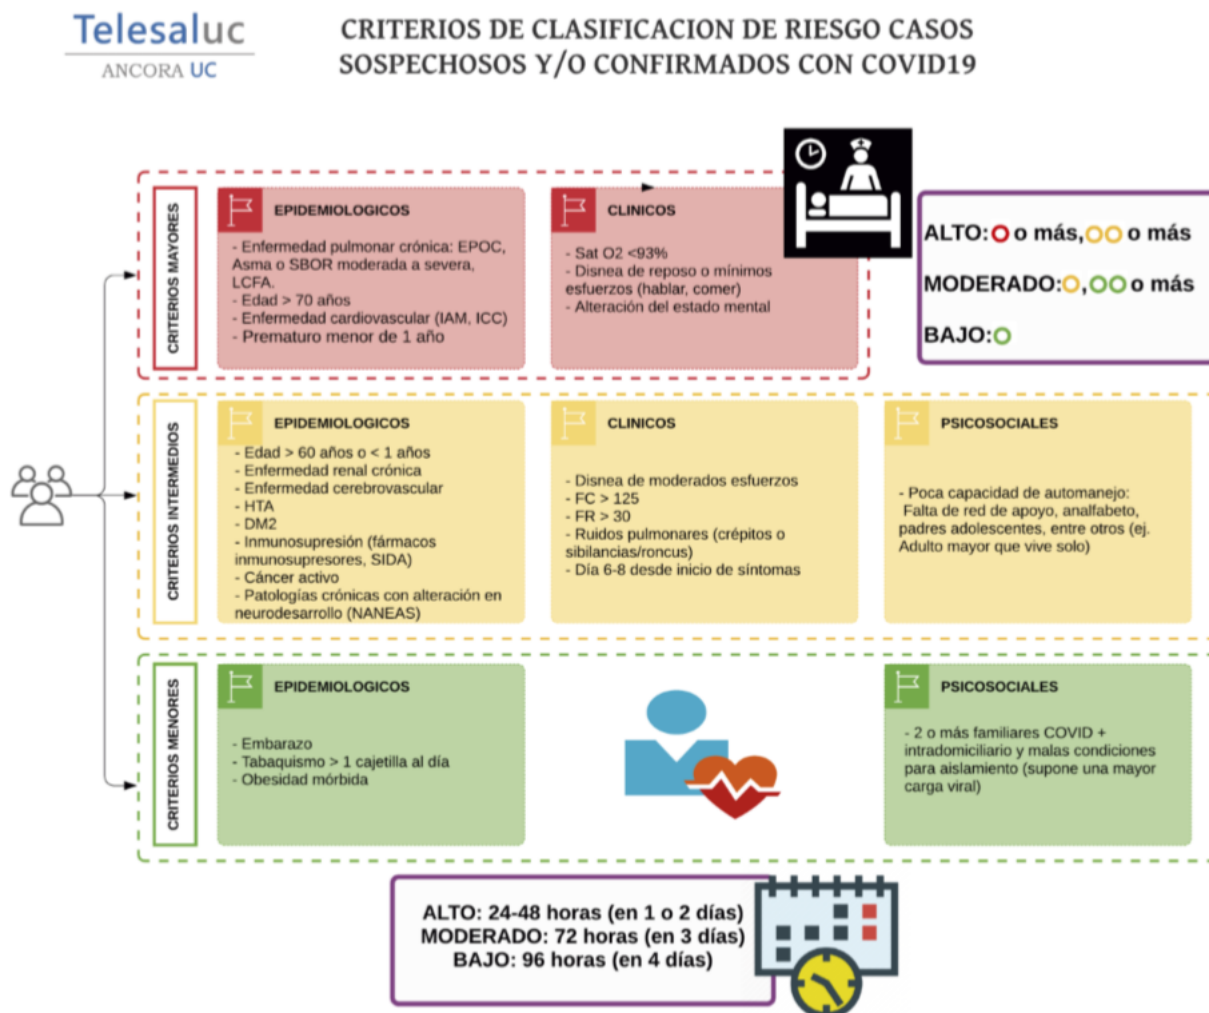 Telesaluc
ANCORA UC
CRITERIOS DE CLASIFICACION DE RIESGO CASOS
SOSPECHOSOS Y/O CONFIRMADOS CON COVID19
CRITERIOS MAYORES
EPIDEMIOLOGICOS
- Enfermedad pulmonar crónica: EPOC,
Asma o SBOR moderada a severa,
LCFA.
- Edad > 70 años
- Enfermedad cardiovascular (IAM, ICC)
- Prematuro menor de 1 año
CLINICOS
- Sat O2 <93%
- Disnea de reposo o mínimos
esfuerzos (hablar, comer)
- Alteración del estado mental
ALTO: o más, o más
MODERADO: , o más
BAJO:
CRITERIOS INTERMEDIOS
EPIDEMIOLOGICOS
- Edad > 60 años o < 1 años
- Enfermedad renal crónica
- Enfermedad cerebrovascular
- HTA
- DM2
- Inmunosupresión (fármacos
inmunosupresores, SIDA)
- Cáncer activo
- Patologías crónicas con alteración en
neurodesarrollo (NANEAS)
CLINICOS
- Disnea de moderados esfuerzos
- FC > 125
- FR > 30
- Ruidos pulmonares (crépitos o
sibilancias/roncus)
- Día 6-8 desde inicio de síntomas
PSICOSOCIALES
- Poca capacidad de automanejo:
Falta de red de apoyo, analfabeto,
padres adolescentes, entre otros (ej.
Adulto mayor que vive solo)
CRITERIOS MENORES
EPIDEMIOLOGICOS
- Embarazo
- Tabaquismo > 1 cajetilla al día
- Obesidad mórbida
PSICOSOCIALES
- 2 o más familiares COVID +
intradomiciliario y malas condiciones
para aislamiento (supone una mayor
carga viral)
ALTO: 24-48 horas (en 1 o 2 días)
MODERADO: 72 horas (en 3 días)
BAJO: 96 horas (en 4 días)